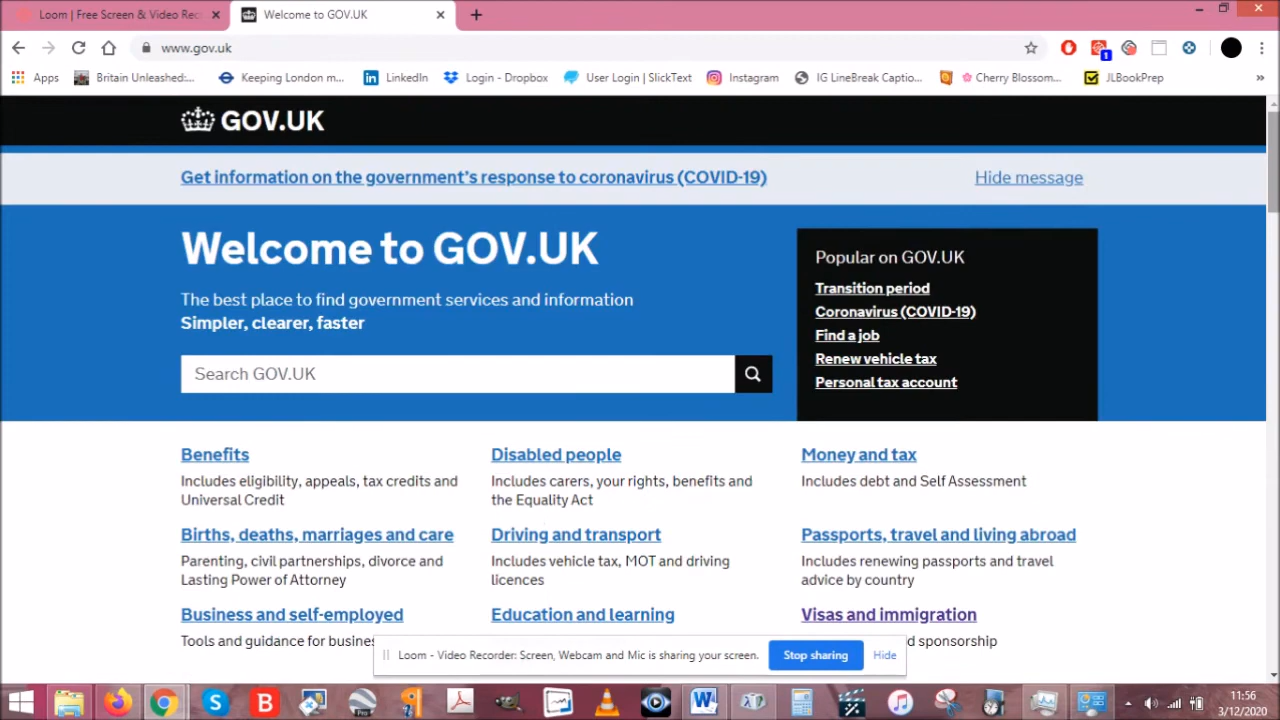 Loom | Free Screen & Video Rec
Welcome to GOV.UK
www.gov.uk
Apps
Britain Unleashed:...
Keeping London m...
LinkedIn
Login - Dropbox
User Login | SlickText
Instagram
IG LineBreak Captio...
Cherry Blossom...
JLBookPrep
GOV.UK
Get information on the government's response to coronavirus (COVID-19)
Hide message
Welcome to GOV.UK
The best place to find government services and information
Simpler, clearer, faster
Search GOV.UK
Popular on GOV.UK
Transition period
Coronavirus (COVID-19)
Find a job
Renew vehicle tax
Personal tax account
Benefits
Includes eligibility, appeals, tax credits and
Universal Credit
Disabled people
Includes carers, your rights, benefits and
the Equality Act
Money and tax
Includes debt and Self Assessment
Births, deaths, marriages and care
Parenting, civil partnerships, divorce and
Lasting Power of Attorney
Driving and transport
Includes vehicle tax, MOT and driving
licences
Passports, travel and living abroad
Includes renewing passports and travel
advice by country
Business and self-employed
Tools and guidance for busines
Education and learning
Visas and immigration
d sponsorship
Loom - Video Recorder: Screen, Webcam and Mic is sharing your screen.
Stop sharing
Hide
11:56
3/12/2020